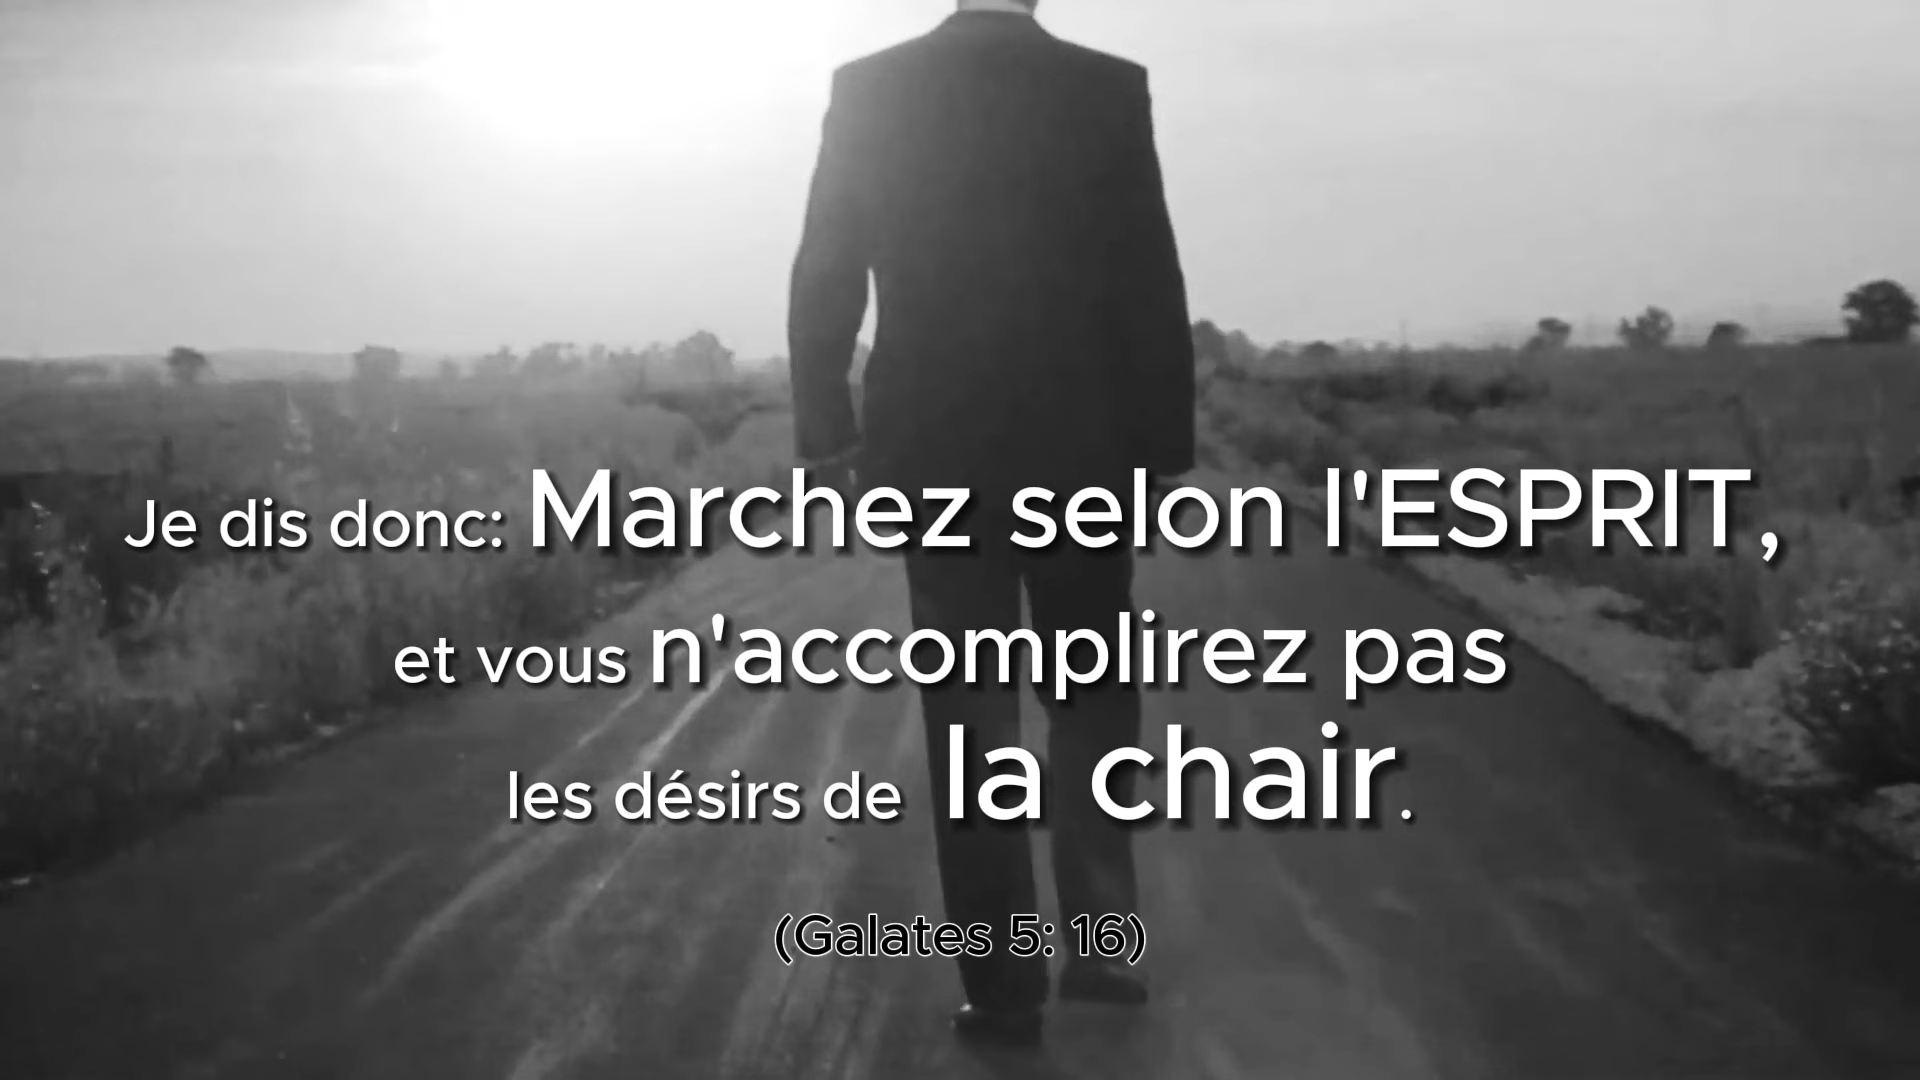 Je dis donc: Marchez selon l'ESPRIT,
et vous n'accomplirez pas
les désirs de la chair.
(Galates 5: 16)